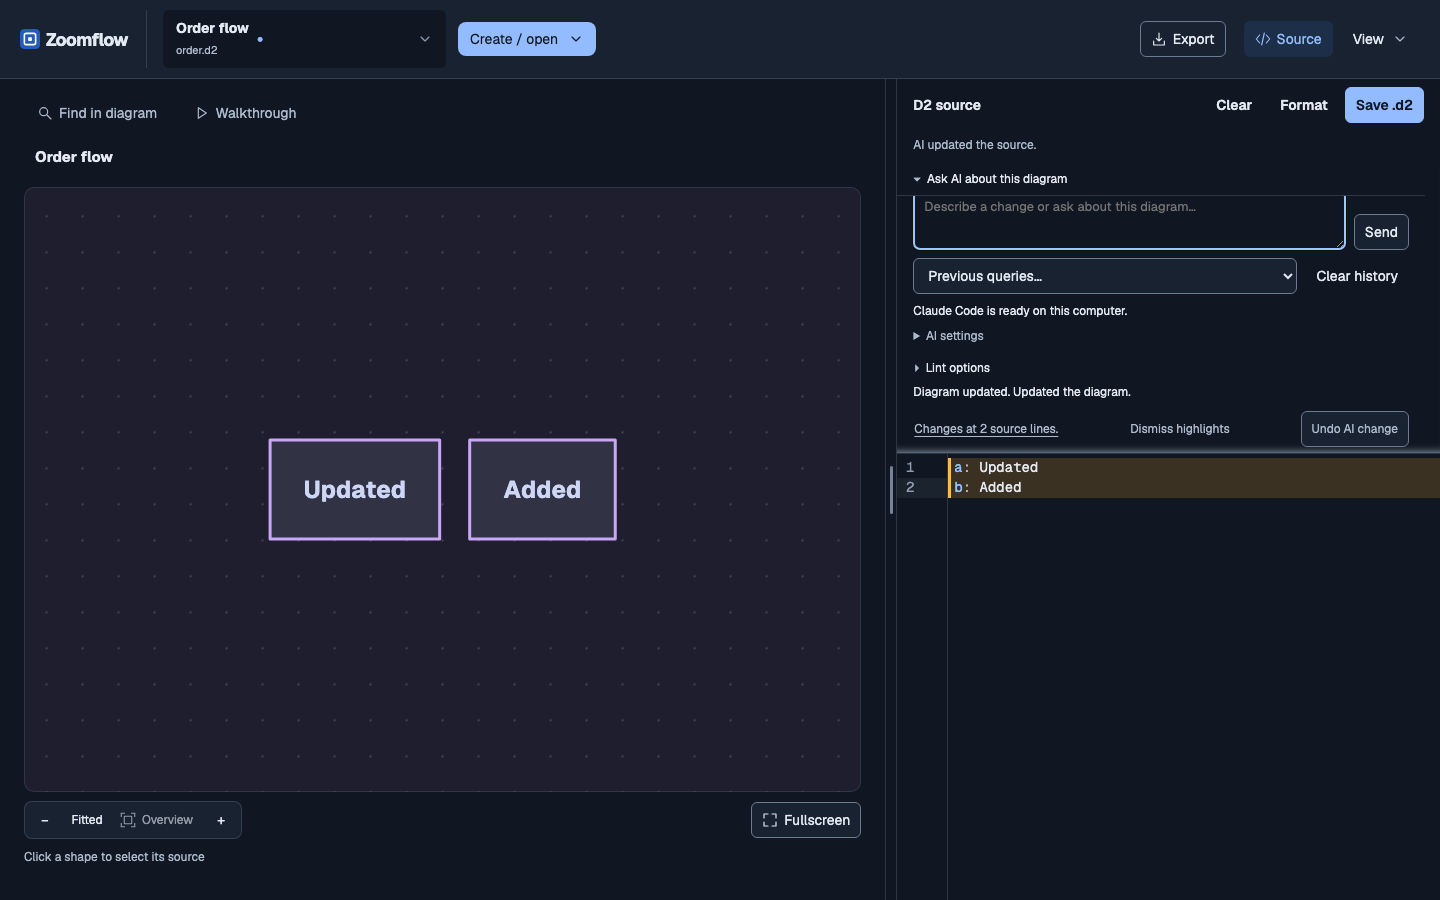 Zoomflow
Order flow
order.d2
Create / open
Export
Source
View
Find in diagram
Walkthrough
Order flow
Updated
Added
Fitted
Overview
Fullscreen
Click a shape to select its source
D2 source
Clear
Format
Save .d2
AI updated the source.
Ask AI about this diagram
Describe a change or ask about this diagram...
Send
Previous queries...
Clear history
Claude Code is ready on this computer.
AI settings
Lint options
Diagram updated. Updated the diagram.
Changes at 2 source lines.
Dismiss highlights
Undo AI change
1 a: Updated
2 b: Added